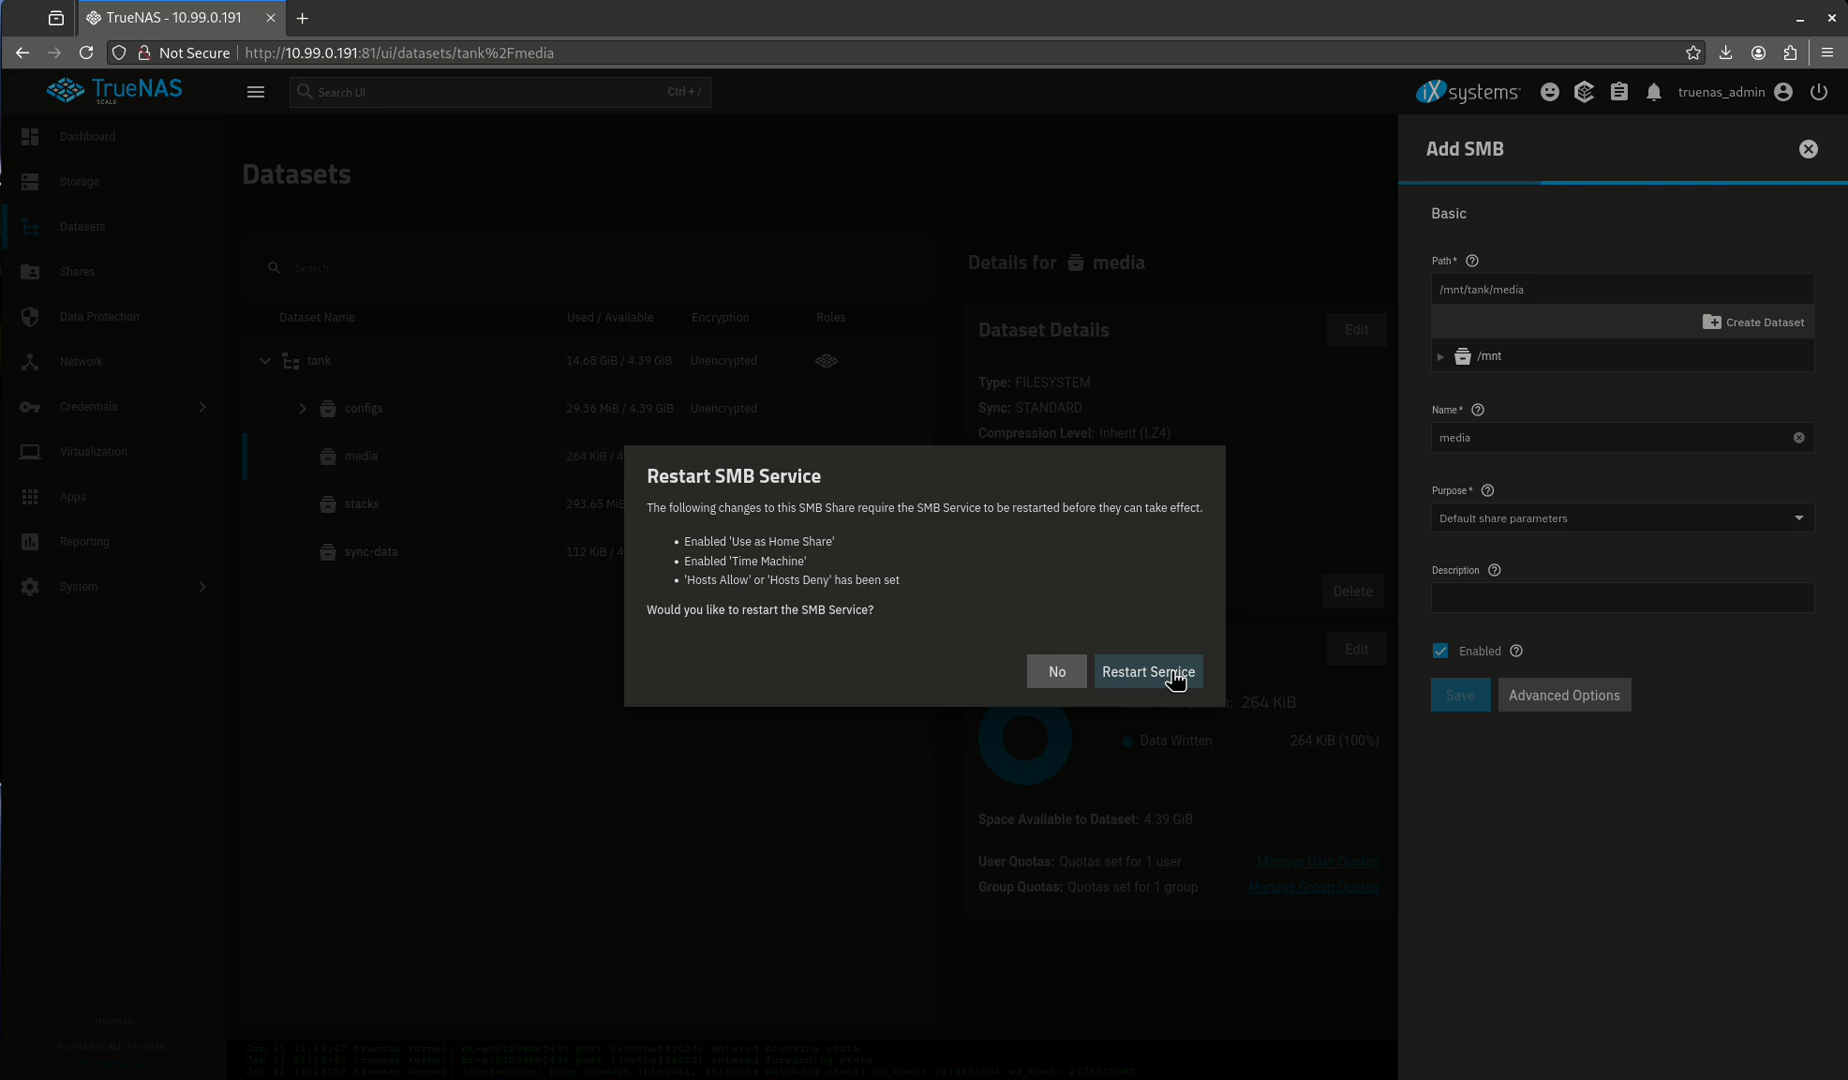 TrueNAS - 10.99.0.191
Not Secure
http://10.99.0.191:81/ui/datasets/tank%2Fmedia
TrueNAS
SCALE
Search UI
Ctrl + /
iXsystems
truenas_admin
Dashboard
Storage
Datasets
Shares
Data Protection
Network
Credentials
Virtualization
Apps
Reporting
System
truenas
TrueNAS SCALE ® © 2024 -
Datasets
Search
Dataset Name
Used / Available
Encryption
Roles
tank
14.68 GiB / 4.39 GiB
Unencrypted
configs
29.36 MiB / 4.39 GiB
Unencrypted
media
264 KiB / 4
stacks
293.65 MiB
sync-data
112 KiB / 4
Details for media
Dataset Details
Edit
Type: FILESYSTEM
Sync: STANDARD
Compression Level: Inherit (LZ4)
Delete
Edit
264 KiB
Data Written
264 KiB (100%)
Space Available to Dataset: 4.39 GiB
User Quotas: Quotas set for 1 user
Manage User Quotas
Group Quotas: Quotas set for 1 group
Manage Group Quotas
Restart SMB Service
The following changes to this SMB Share require the SMB Service to be restarted before they can take effect.
• Enabled 'Use as Home Share'
• Enabled 'Time Machine'
• 'Hosts Allow' or 'Hosts Deny' has been set
Would you like to restart the SMB Service?
No
Restart Service
Add SMB
Basic
Path*
/mnt/tank/media
Create Dataset
/mnt
Name*
media
Purpose*
Default share parameters
Description
Enabled
Save
Advanced Options